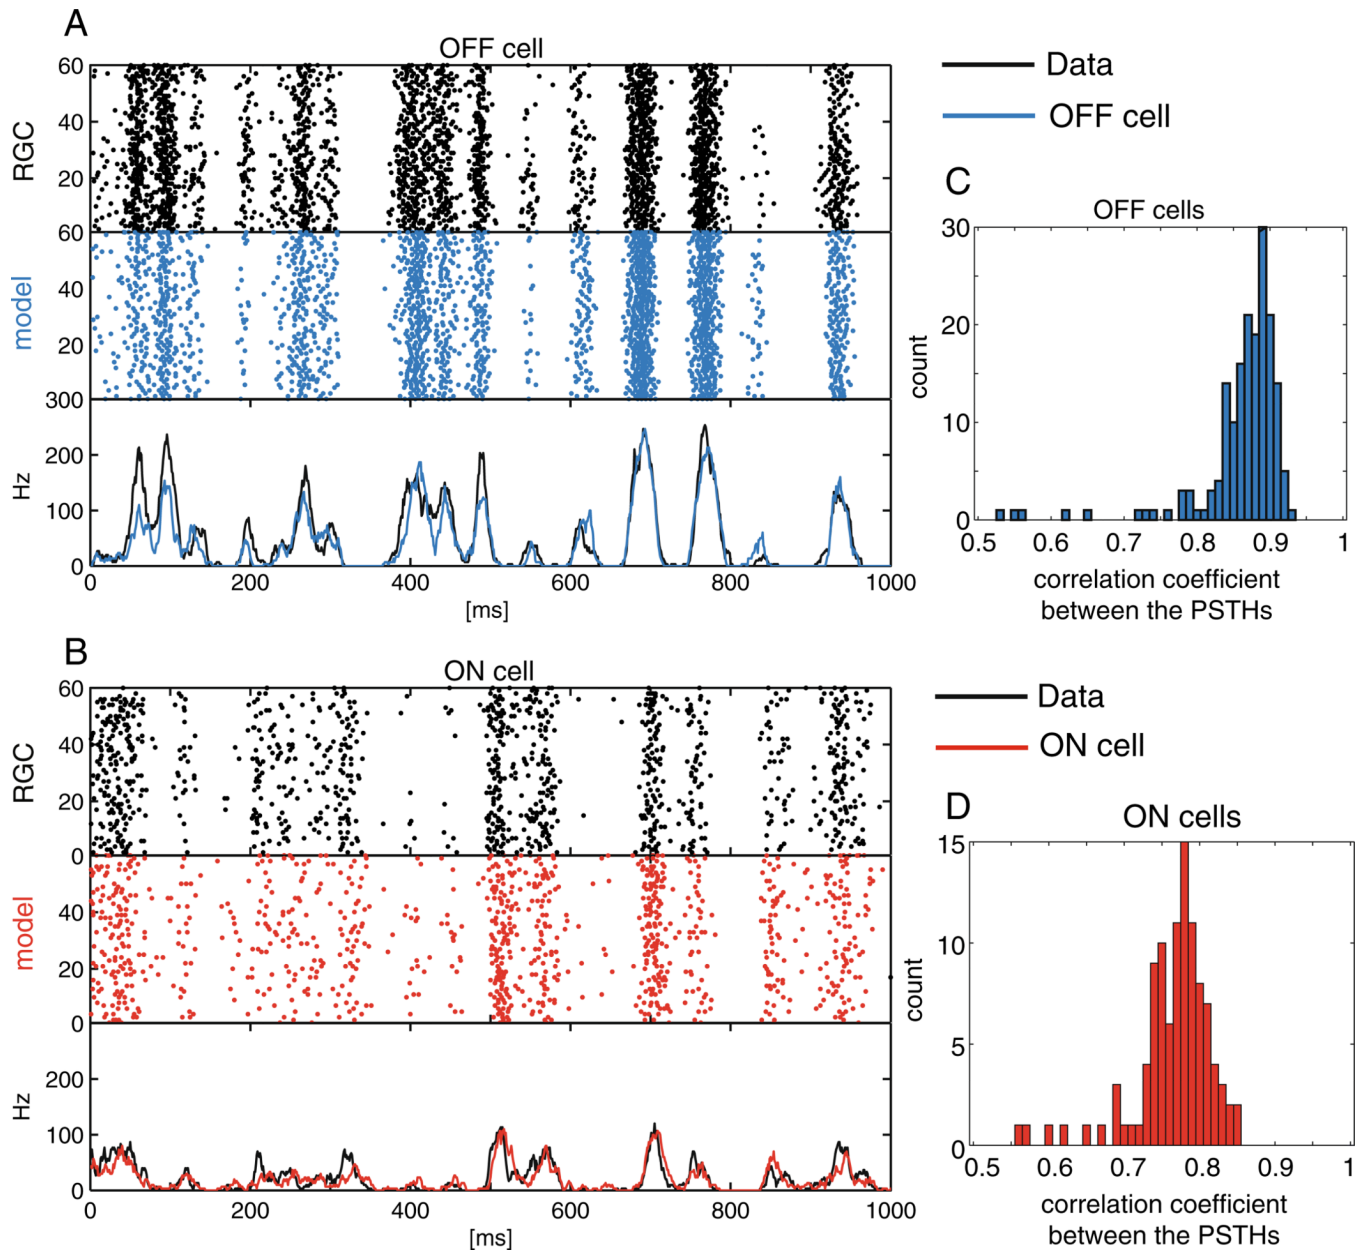 A
OFF cell
60
40
20
RGC
60
40
20
model
300
200
100
0
Hz
0 200 400 600 800 1000
[ms]
Data
OFF cell
C
OFF cells
30
20
10
0
count
0.5 0.6 0.7 0.8 0.9 1
correlation coefficient
between the PSTHs
B
ON cell
60
40
20
0
RGC
40
20
0
model
200
100
0
Hz
0 200 400 600 800 1000
[ms]
Data
ON cell
D
ON cells
15
10
5
0
count
0.5 0.6 0.7 0.8 0.9 1
correlation coefficient
between the PSTHs